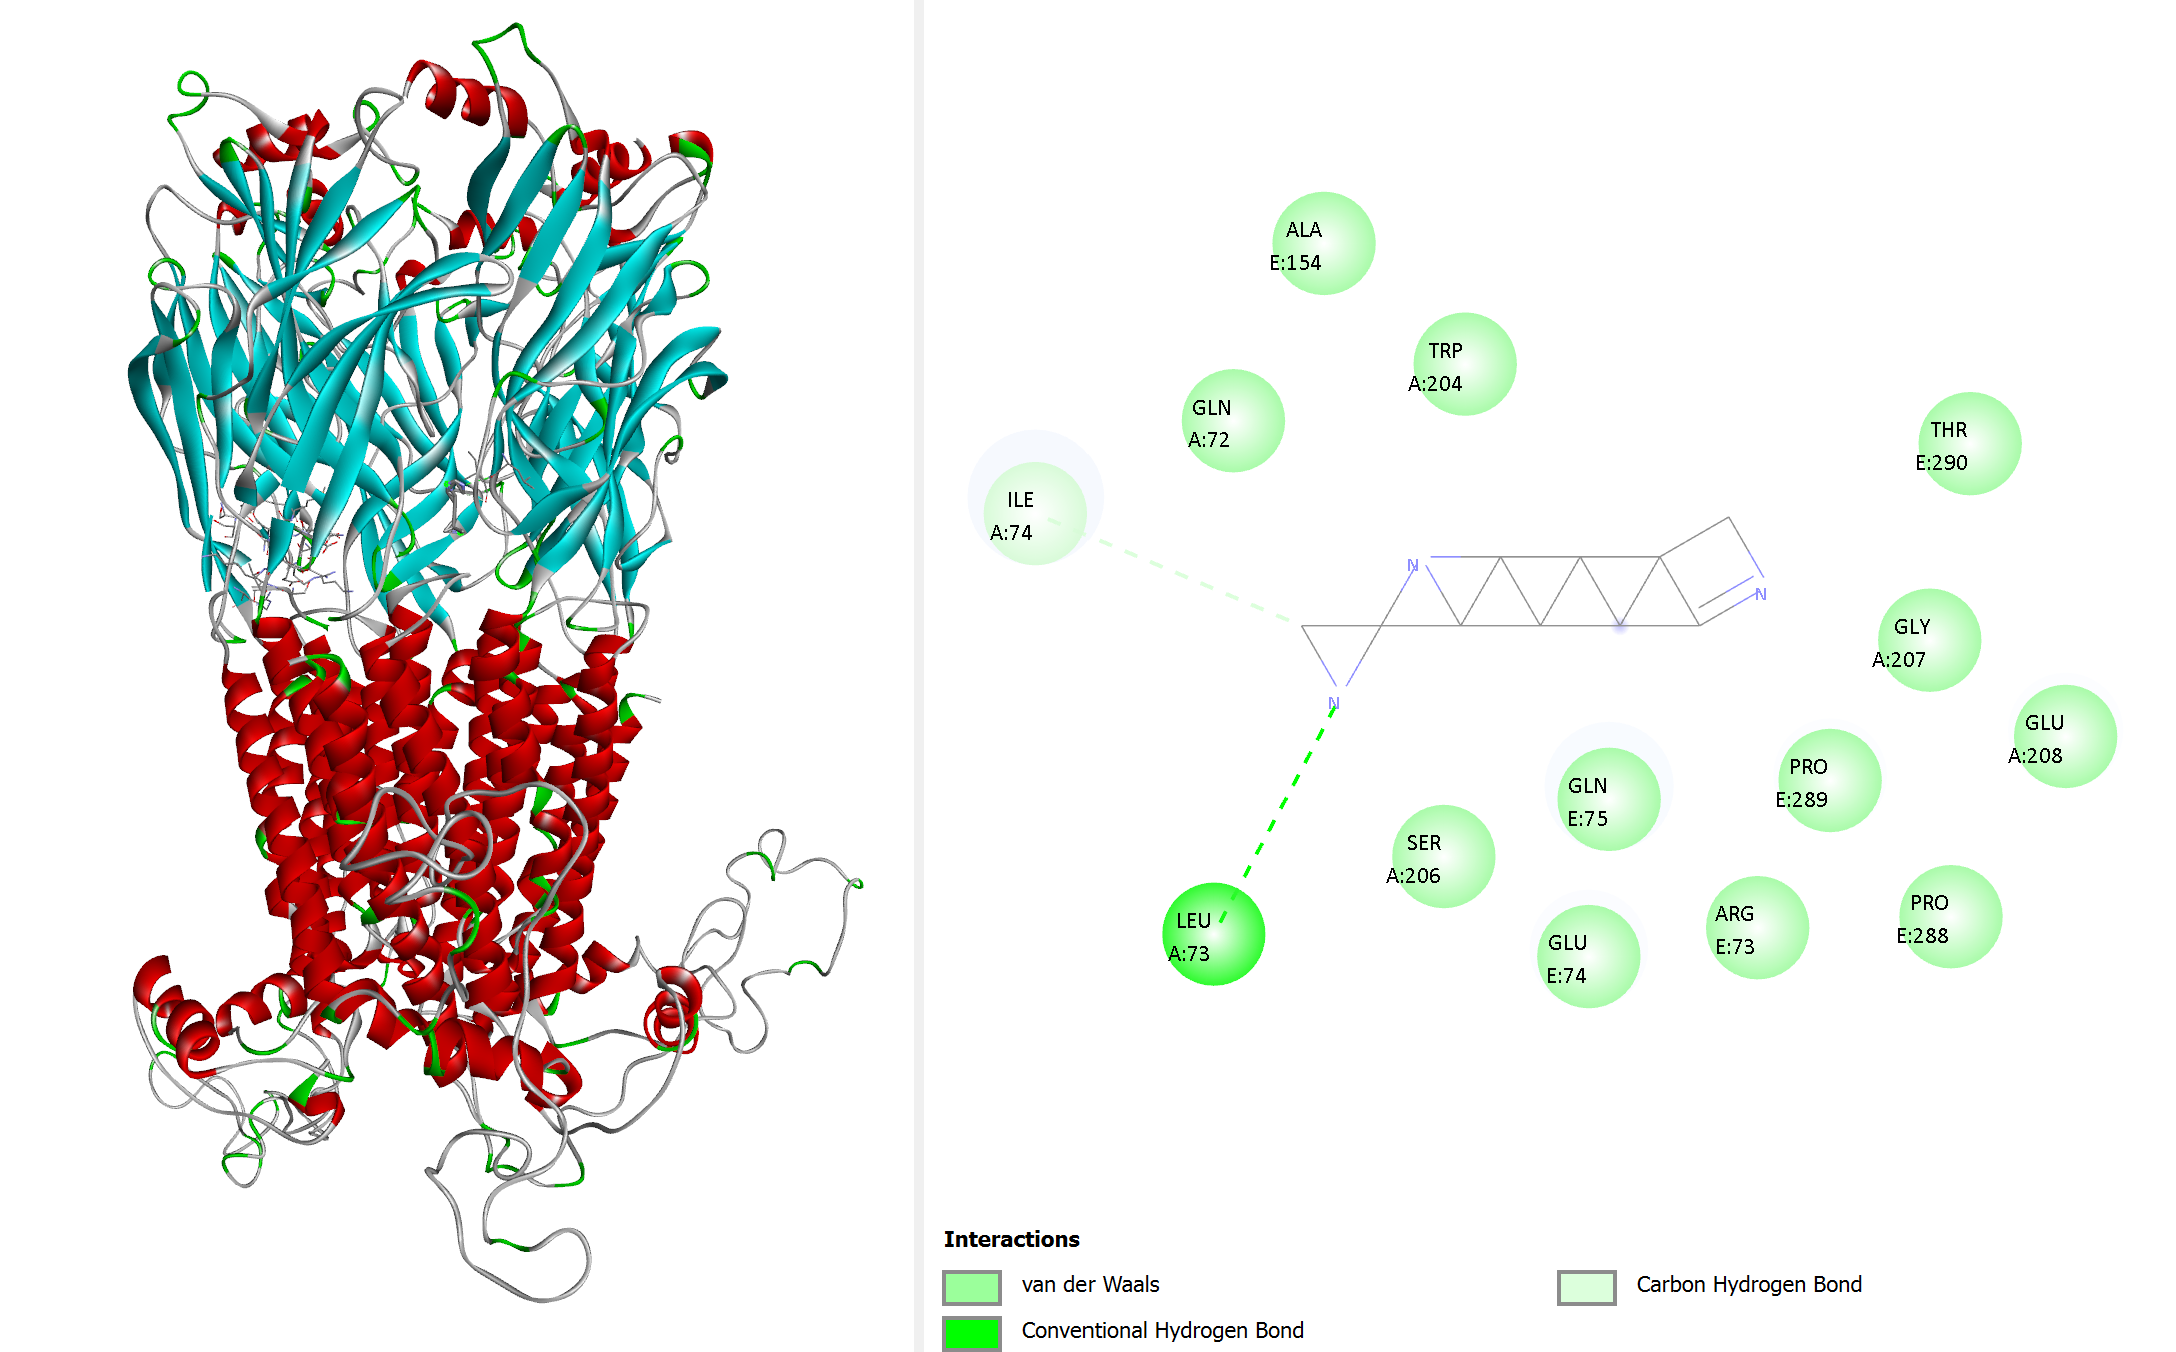 ALA
E:154
TRP
A:204
GLN
A:72
THR
E:290
ILE
A:74
N
N
GLY
A:207
N
GLU
A:208
GLN
E:75
PRO
E:289
SER
A:206
LEU
A:73
GLU
E:74
ARG
E:73
PRO
E:288
Interactions
van der Waals
Carbon Hydrogen Bond
Conventional Hydrogen Bond